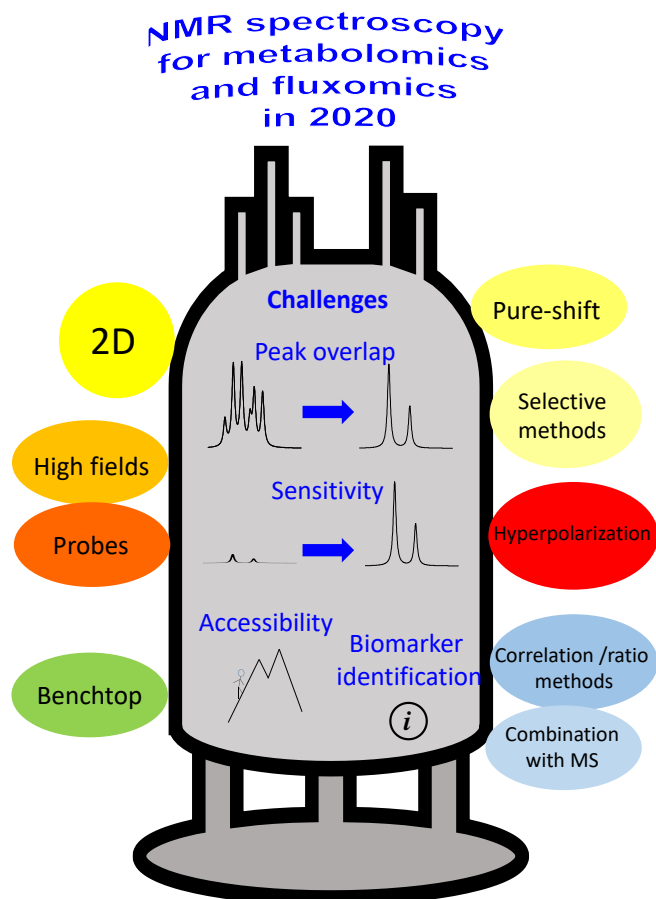 NMR spectroscopy
for metabolomics
and fluxomics
in 2020
Challenges
Peak overlap
Sensitivity
Accessibility
Biomarker
identification
i
2D
High fields
Probes
Benchtop
Pure-shift
Selective
methods
Hyperpolarization
Correlation /ratio
methods
Combination
with MS